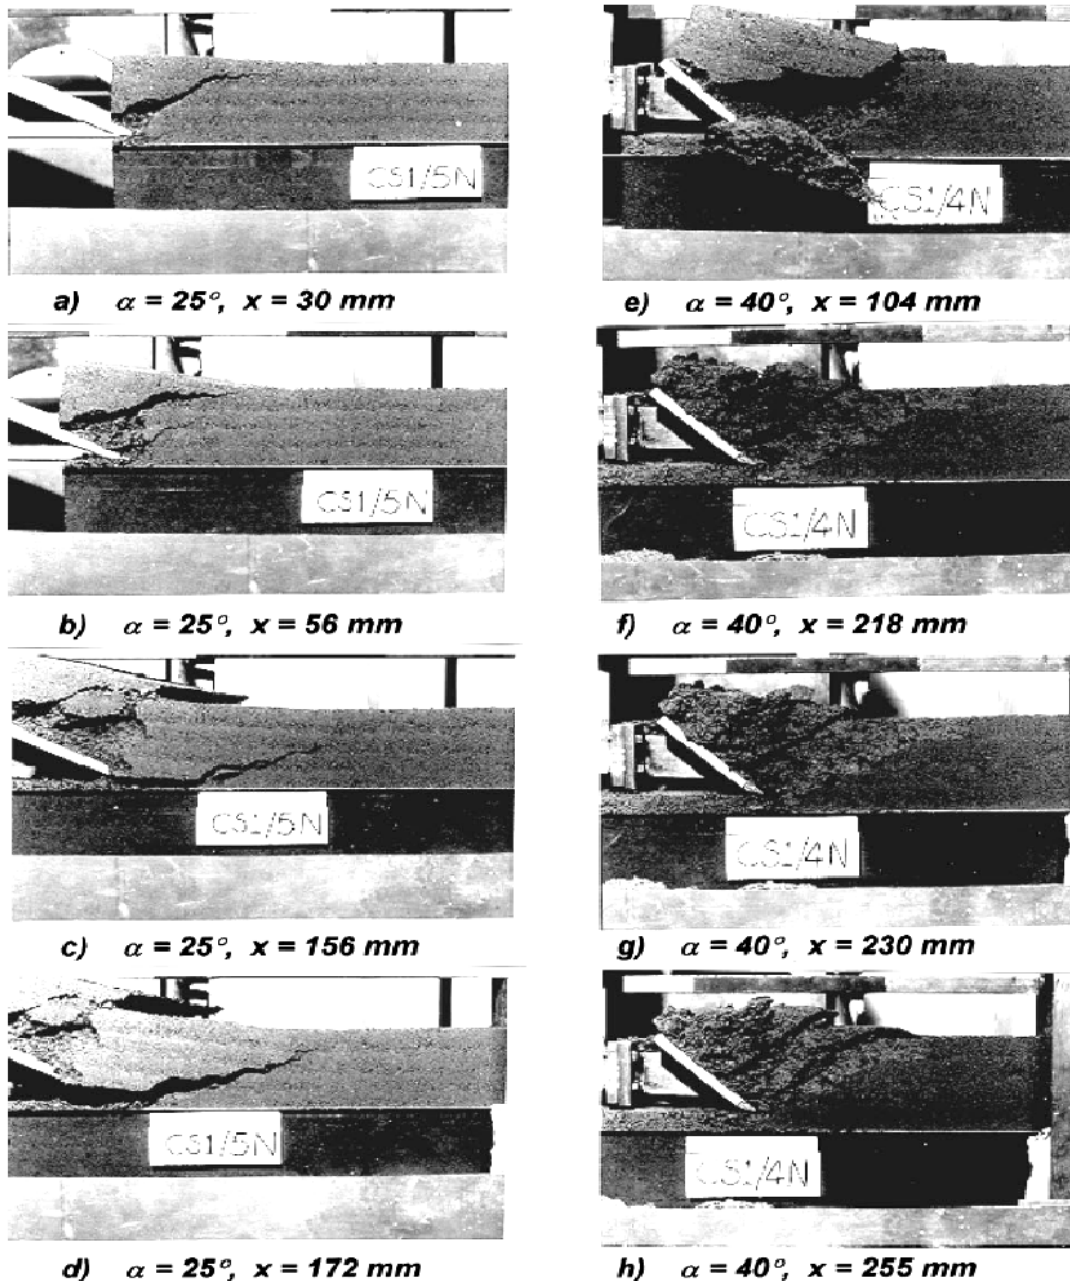 CS1/5N
a) α = 25°, x = 30 mm
CS1/5N
b) α = 25°, x = 56 mm
CS1/5N
c) α = 25°, x = 156 mm
CS1/5N
d) α = 25°, x = 172 mm
CS1/4N
e) α = 40°, x = 104 mm
CS1/4N
f) α = 40°, x = 218 mm
CS1/4N
g) α = 40°, x = 230 mm
CS1/4N
h) α = 40°, x = 255 mm